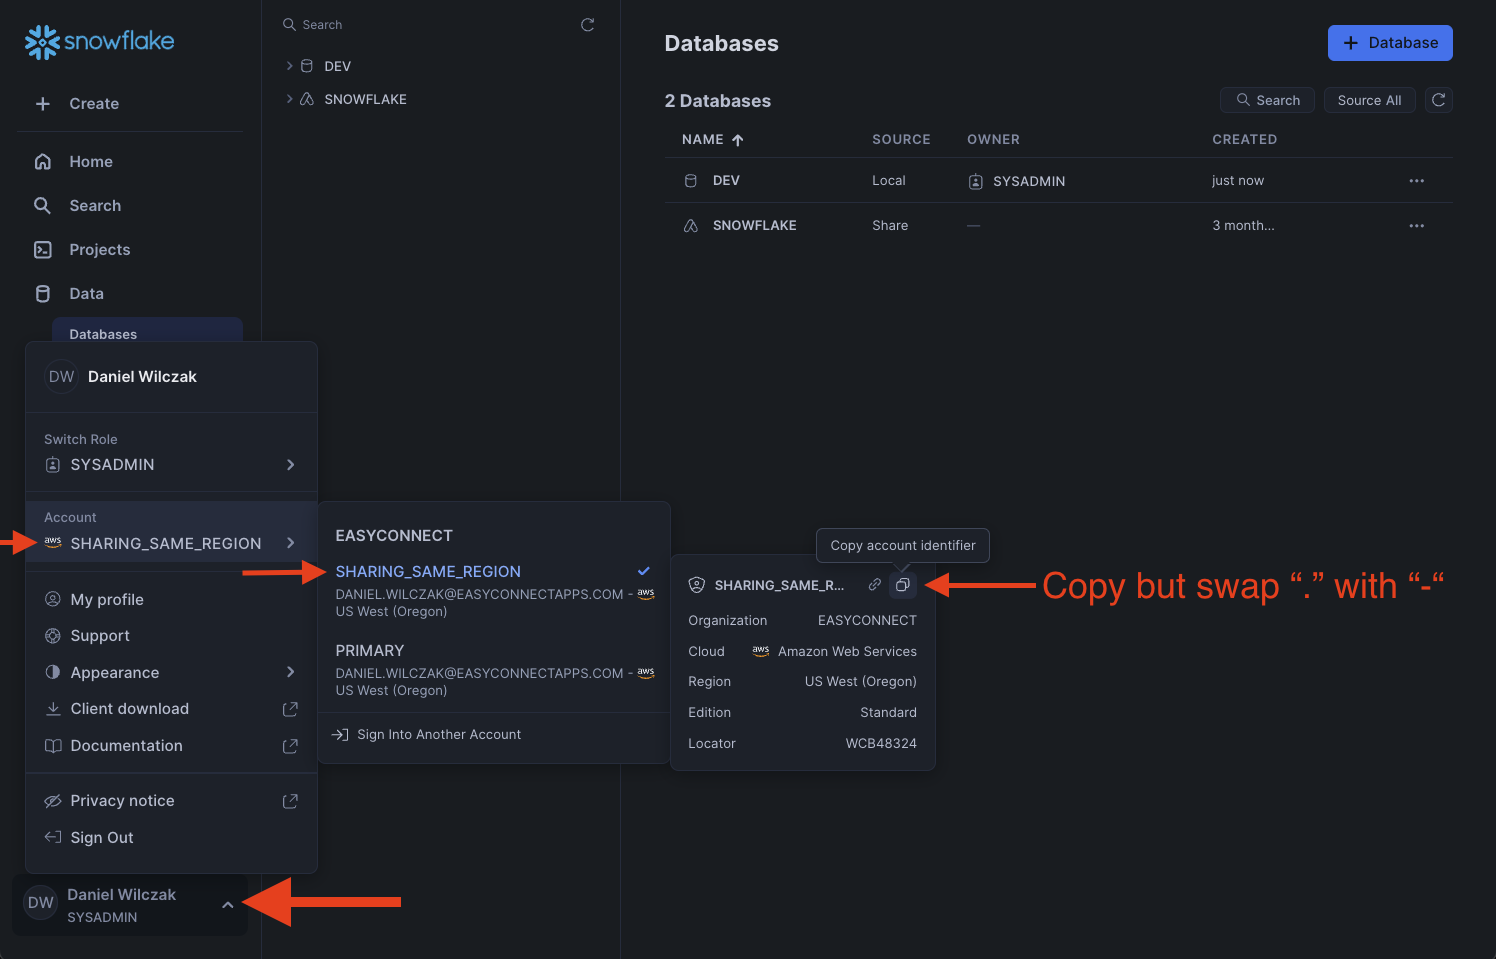 snowflake
Create
Home
Search
Projects
Data
Databases
DW Daniel Wilczak
Switch Role
SYSADMIN
Account
aws SHARING_SAME_REGION
My profile
Support
Appearance
Client download
Documentation
Privacy notice
Sign Out
DW Daniel Wilczak
SYSADMIN
Search
DEV
SNOWFLAKE
EASYCONNECT
SHARING_SAME_REGION
DANIEL.WILCZAK@EASYCONNECTAPPS.COM - aws
US West (Oregon)
PRIMARY
DANIEL.WILCZAK@EASYCONNECTAPPS.COM - aws
US West (Oregon)
Sign Into Another Account
Databases
+ Database
2 Databases
Search Source All
NAME SOURCE OWNER CREATED
DEV Local SYSADMIN just now ...
SNOWFLAKE Share — 3 month... ...
Copy account identifier
SHARING_SAME_R...
Organization EASYCONNECT
Cloud aws Amazon Web Services
Region US West (Oregon)
Edition Standard
Locator WCB48324
Copy but swap “.” with “-“